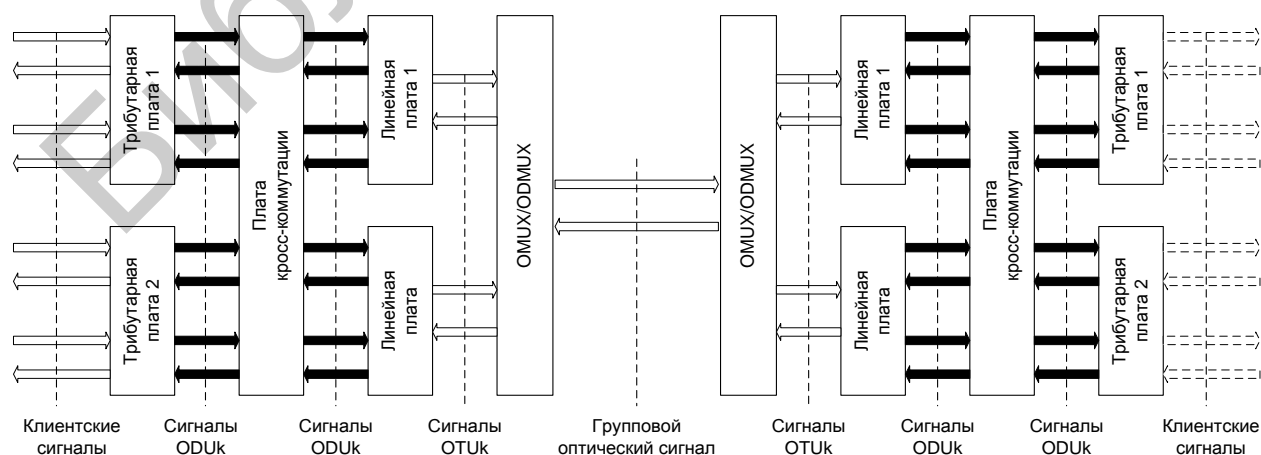 Трибутарная
плата 1
Трибутарная
плата 2
Плата
кросс-коммутации
Линейная
плата 1
Линейная
плата
OMUX/ODMUX
OMUX/ODMUX
Линейная
плата 1
Линейная
плата
Плата
кросс-коммутации
Трибутарная
плата 1
Трибутарная
плата 2
Клиентские
сигналы
Сигналы
ODUk
Сигналы
ODUk
Сигналы
OTUk
Групповой
оптический сигнал
Сигналы
OTUk
Сигналы
ODUk
Сигналы
ODUk
Клиентские
сигналы